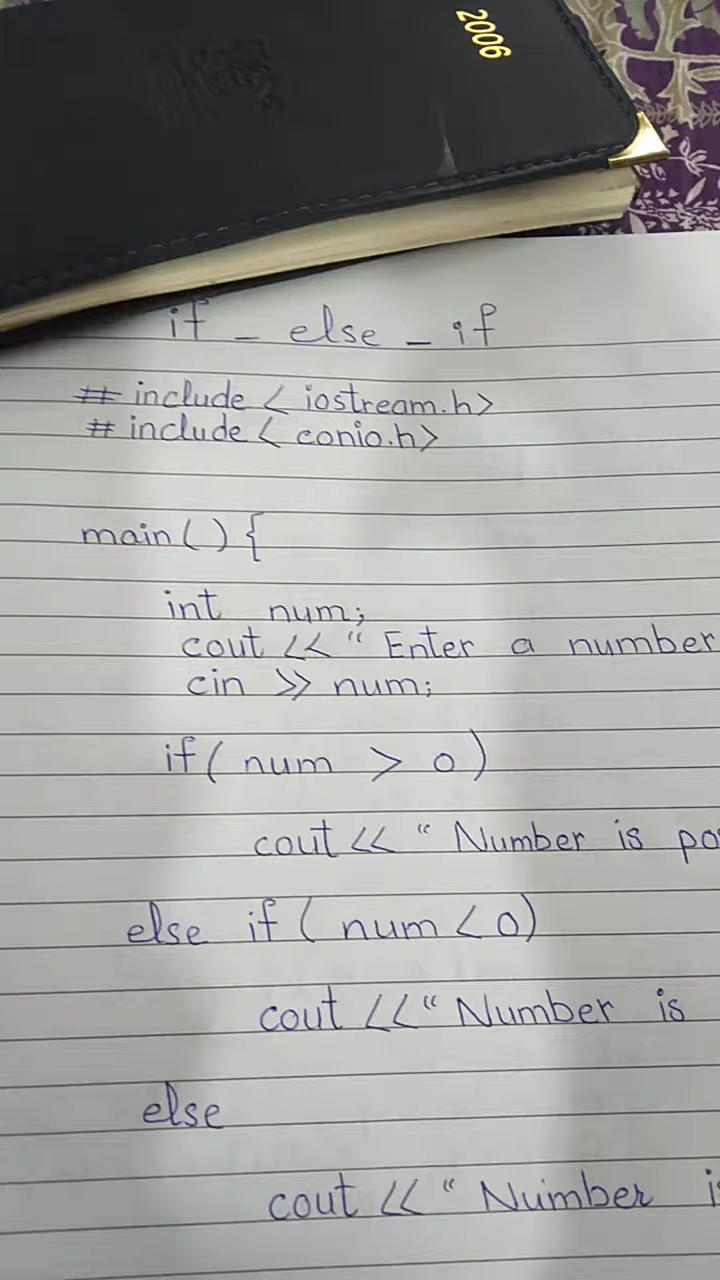 2006
if - else - if
# include < iostream.h>
# include < conio.h>
main() {
int num;
cout << " Enter a number
cin >> num;
if( num > 0 )
cout << " Number is po
else if ( num < 0)
cout << " Number is
else
cout << " Number i